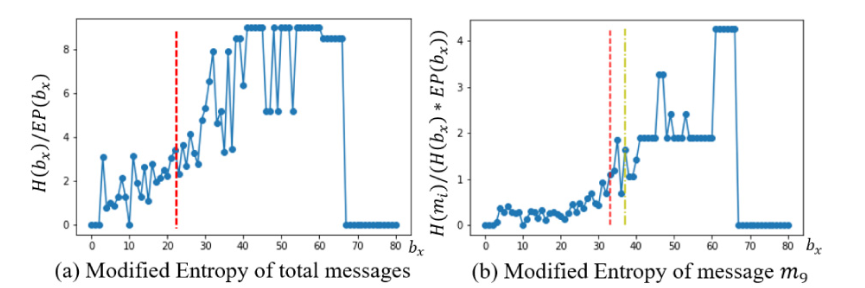 H(b_x)/EP(b_x)
8
6
4
2
0
0 10 20 30 40 50 60 70 80 b_x
(a) Modified Entropy of total messages
H(m_i)/(H(b_x) * EP(b_x))
4
3
2
1
0
0 10 20 30 40 50 60 70 80 b_x
(b) Modified Entropy of message m_9